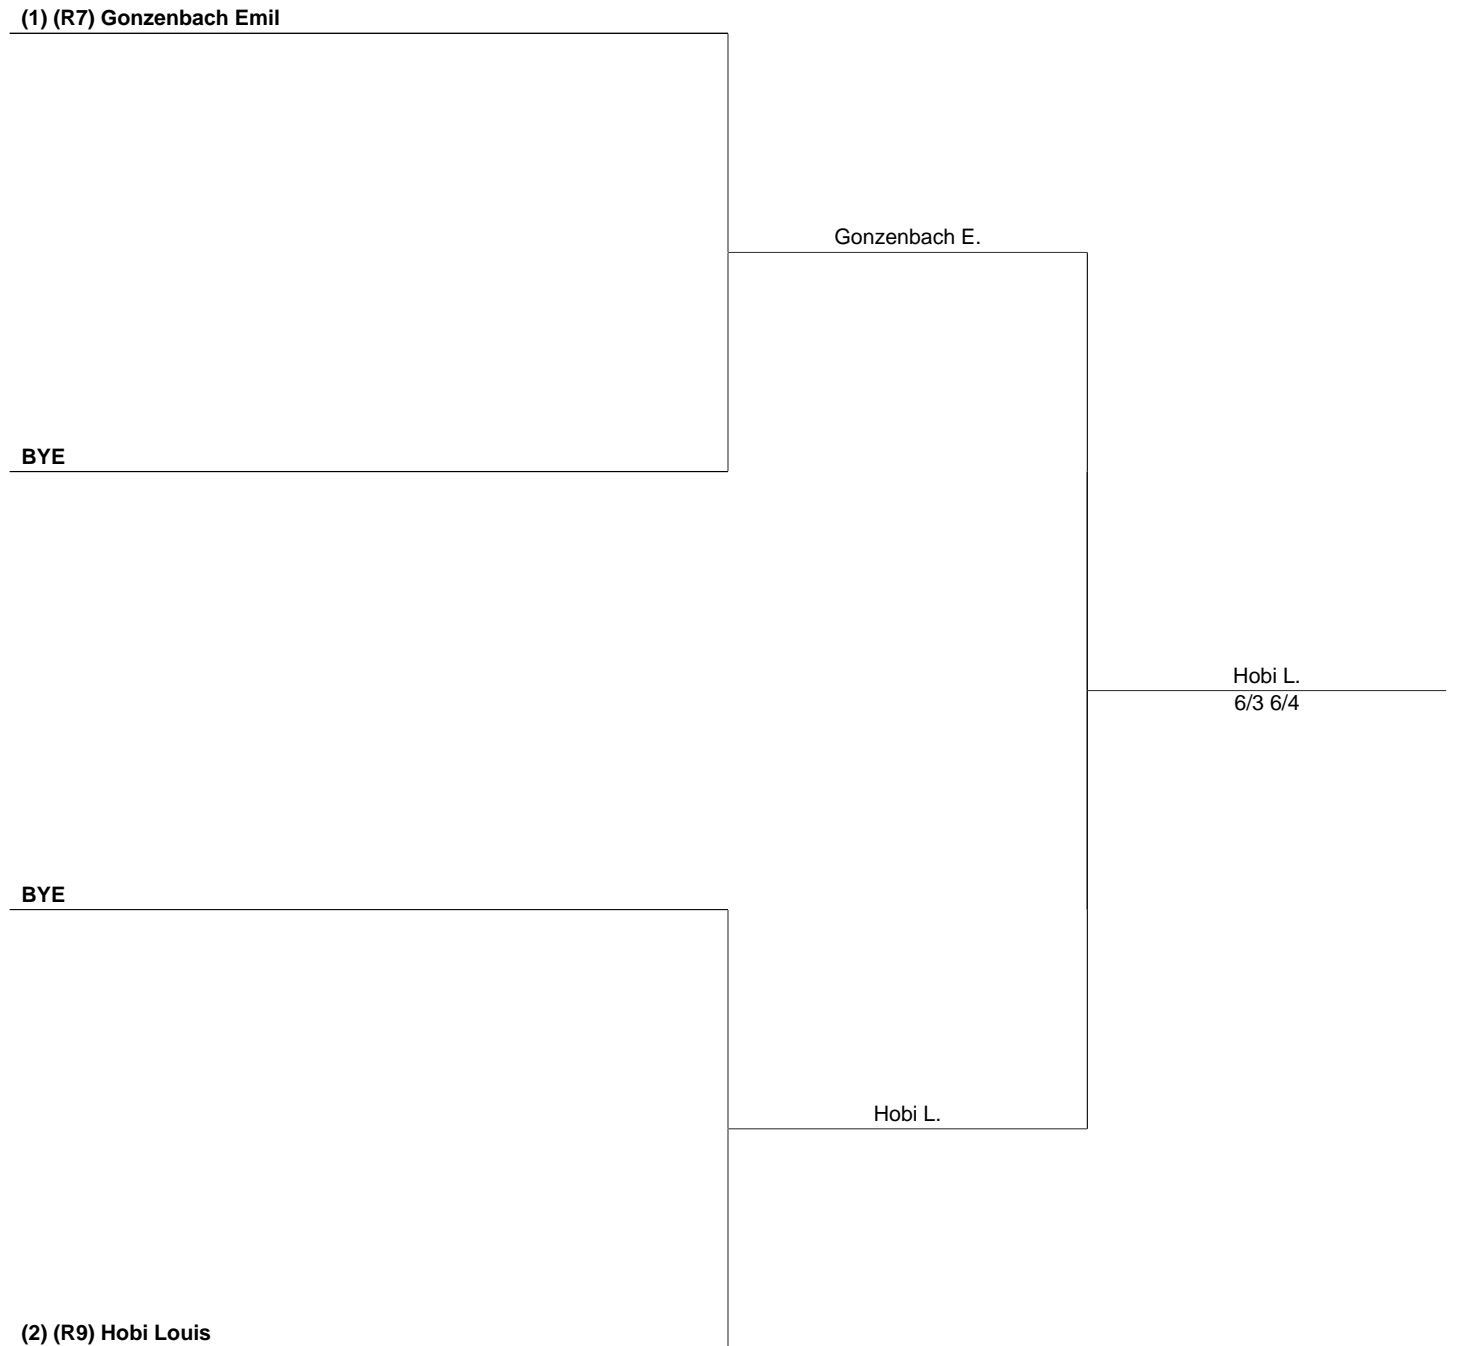 (1) (R7) Gonzenbach Emil
Gonzenbach E.
BYE
Hobi L.
6/3 6/4
BYE
Hobi L.
(2) (R9) Hobi Louis